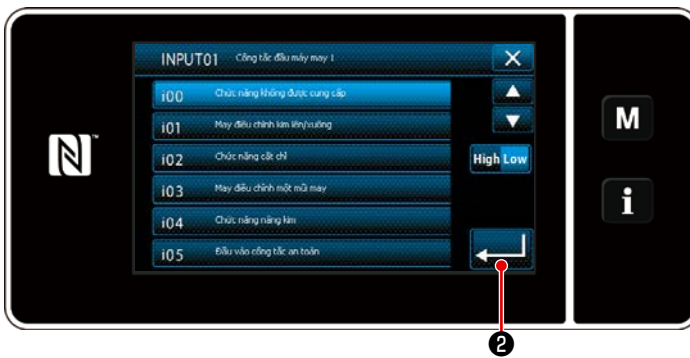 INPUT01 Công tắc đầu máy may 1
i00 Chức năng không được cung cấp
i01 May điều chỉnh kim lên/xuống
i02 Chức năng cắt chỉ
i03 May điều chỉnh một mũi may
i04 Chức năng nâng kim
i05 Đầu vào công tắc an toàn
High Low
M
i
N
❷